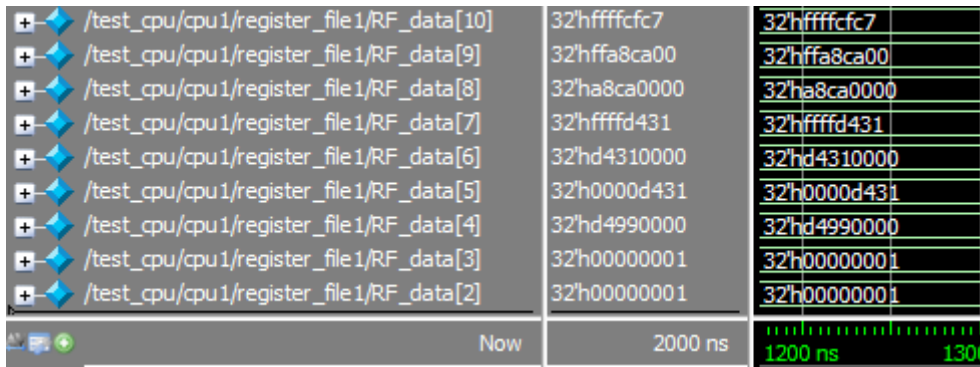 /test_cpu/cpu1/register_file1/RF_data[10] 32'hffffcfc7 32'hffffcfc7
/test_cpu/cpu1/register_file1/RF_data[9] 32'hffa8ca00 32'hffa8ca00
/test_cpu/cpu1/register_file1/RF_data[8] 32'ha8ca0000 32'ha8ca0000
/test_cpu/cpu1/register_file1/RF_data[7] 32'hffffd431 32'hffffd431
/test_cpu/cpu1/register_file1/RF_data[6] 32'hd4310000 32'hd4310000
/test_cpu/cpu1/register_file1/RF_data[5] 32'h0000d431 32'h0000d431
/test_cpu/cpu1/register_file1/RF_data[4] 32'hd4990000 32'hd4990000
/test_cpu/cpu1/register_file1/RF_data[3] 32'h00000001 32'h00000001
/test_cpu/cpu1/register_file1/RF_data[2] 32'h00000001 32'h00000001
Now 2000 ns 1200 ns 1300